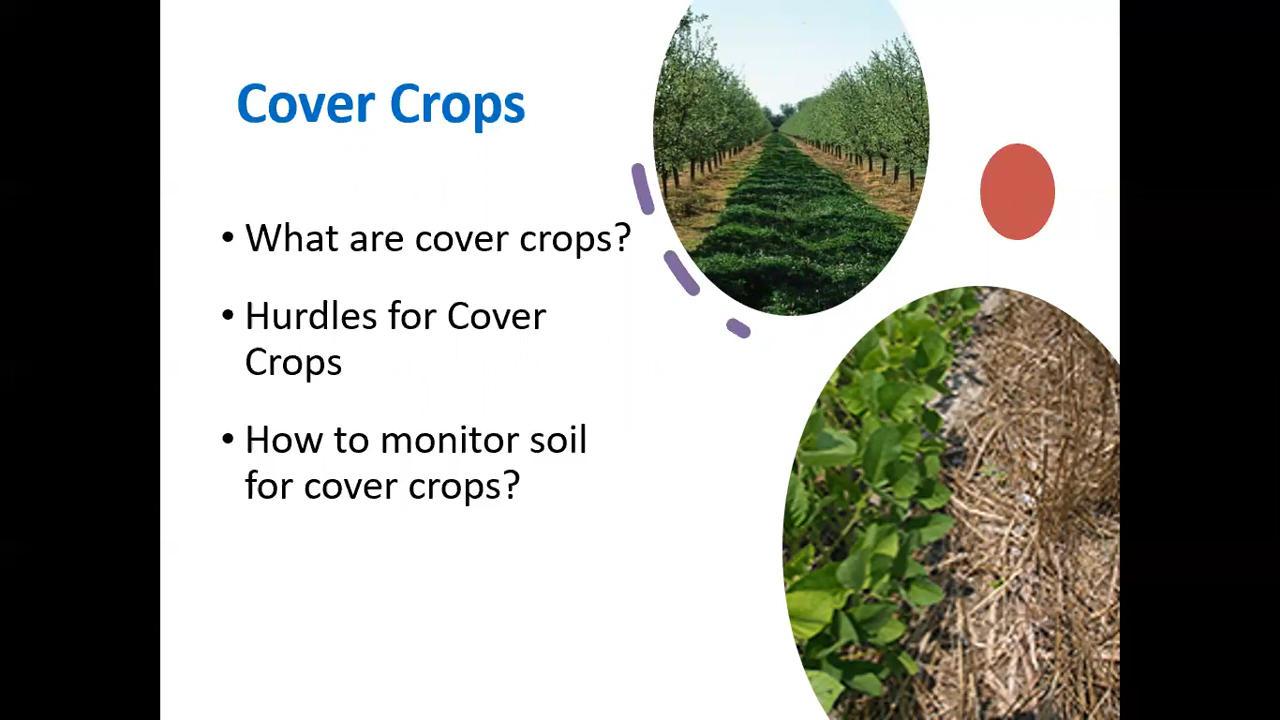 Cover Crops
• What are cover crops?
• Hurdles for Cover
Crops
• How to monitor soil
for cover crops?